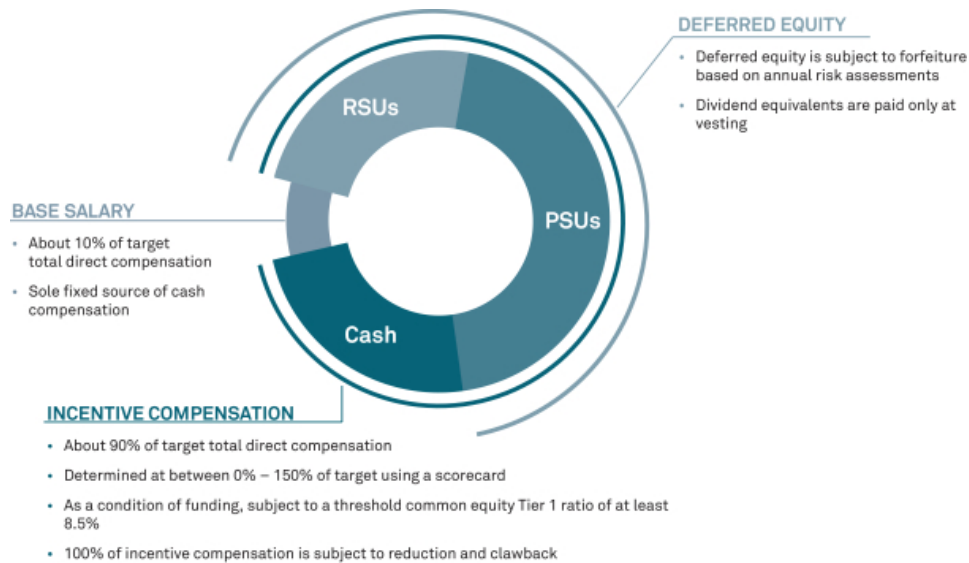 DEFERRED EQUITY
• Deferred equity is subject to forfeiture
based on annual risk assessments
• Dividend equivalents are paid only at
vesting
RSUs
PSUs
Cash
BASE SALARY
• About 10% of target
total direct compensation
• Sole fixed source of cash
compensation
INCENTIVE COMPENSATION
• About 90% of target total direct compensation
• Determined at between 0% – 150% of target using a scorecard
• As a condition of funding, subject to a threshold common equity Tier 1 ratio of at least
8.5%
• 100% of incentive compensation is subject to reduction and clawback